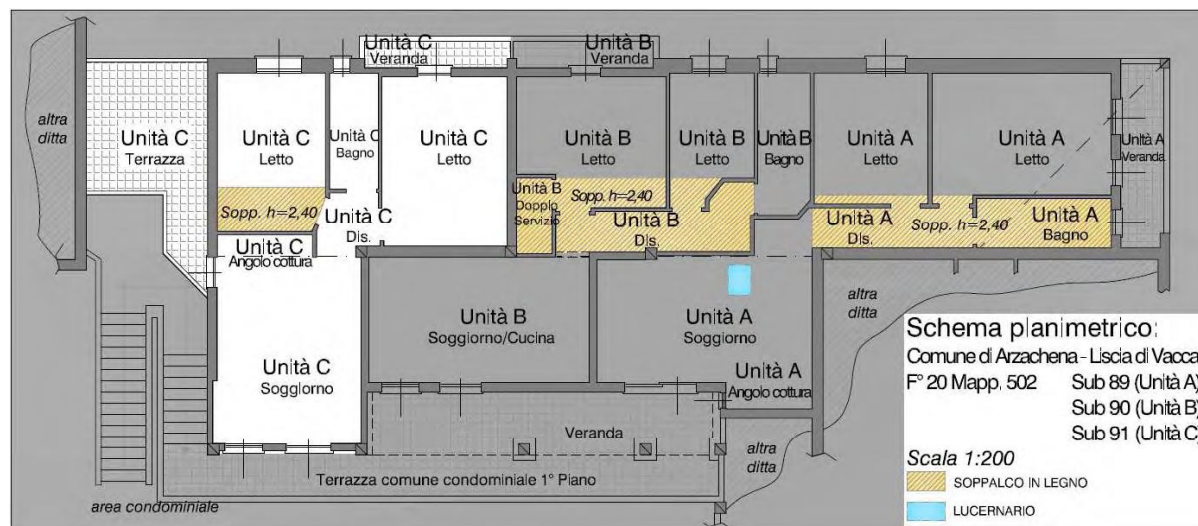 Unità C
Veranda
Unità B
Veranda
altra
ditta
Unità C
Terrazza
Unità C
Letto
Unità C
Bagno
Unità C
Letto
Unità B
Letto
Unità B
Letto
Unità B
Bagno
Unità A
Letto
Unità A
Letto
Unità A
Veranda
Sopp. h=2,40
Unità B
Doppio
Servizio
Sopp. h=2,40
Unità C
Dis.
Unità B
Dis.
Unità A
Dis.
Sopp. h=2,40
Unità A
Bagno
Unità C
Angolo cottura
Unità B
Soggiorno/Cucina
Unità A
Soggiorno
altra
ditta
Unità C
Soggiorno
Unità A
Angolo cottura
Veranda
altra
ditta
Terrazza comune condominiale 1° Piano
area condominiale
Schema planimetrico:
Comune di Arzachena - Liscia di Vacca
F° 20 Mapp. 502 Sub 89 (Unità A)
Sub 90 (Unità B)
Sub 91 (Unità C)
Scala 1:200
SOPPALCO IN LEGNO
LUCERNARIO